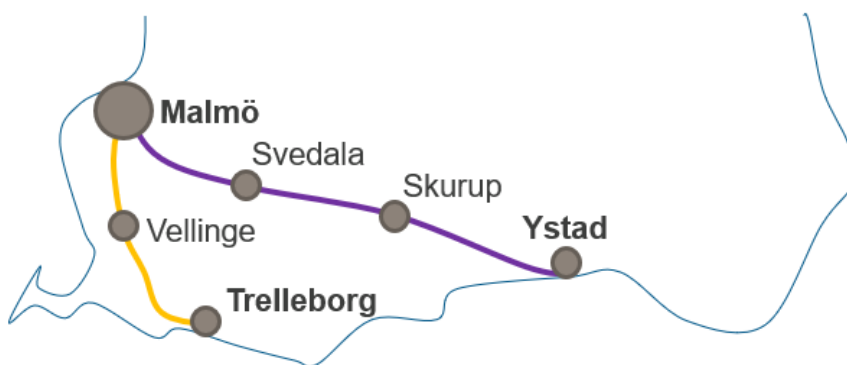 Malmö
Svedala
Skurup
Ystad
Vellinge
Trelleborg